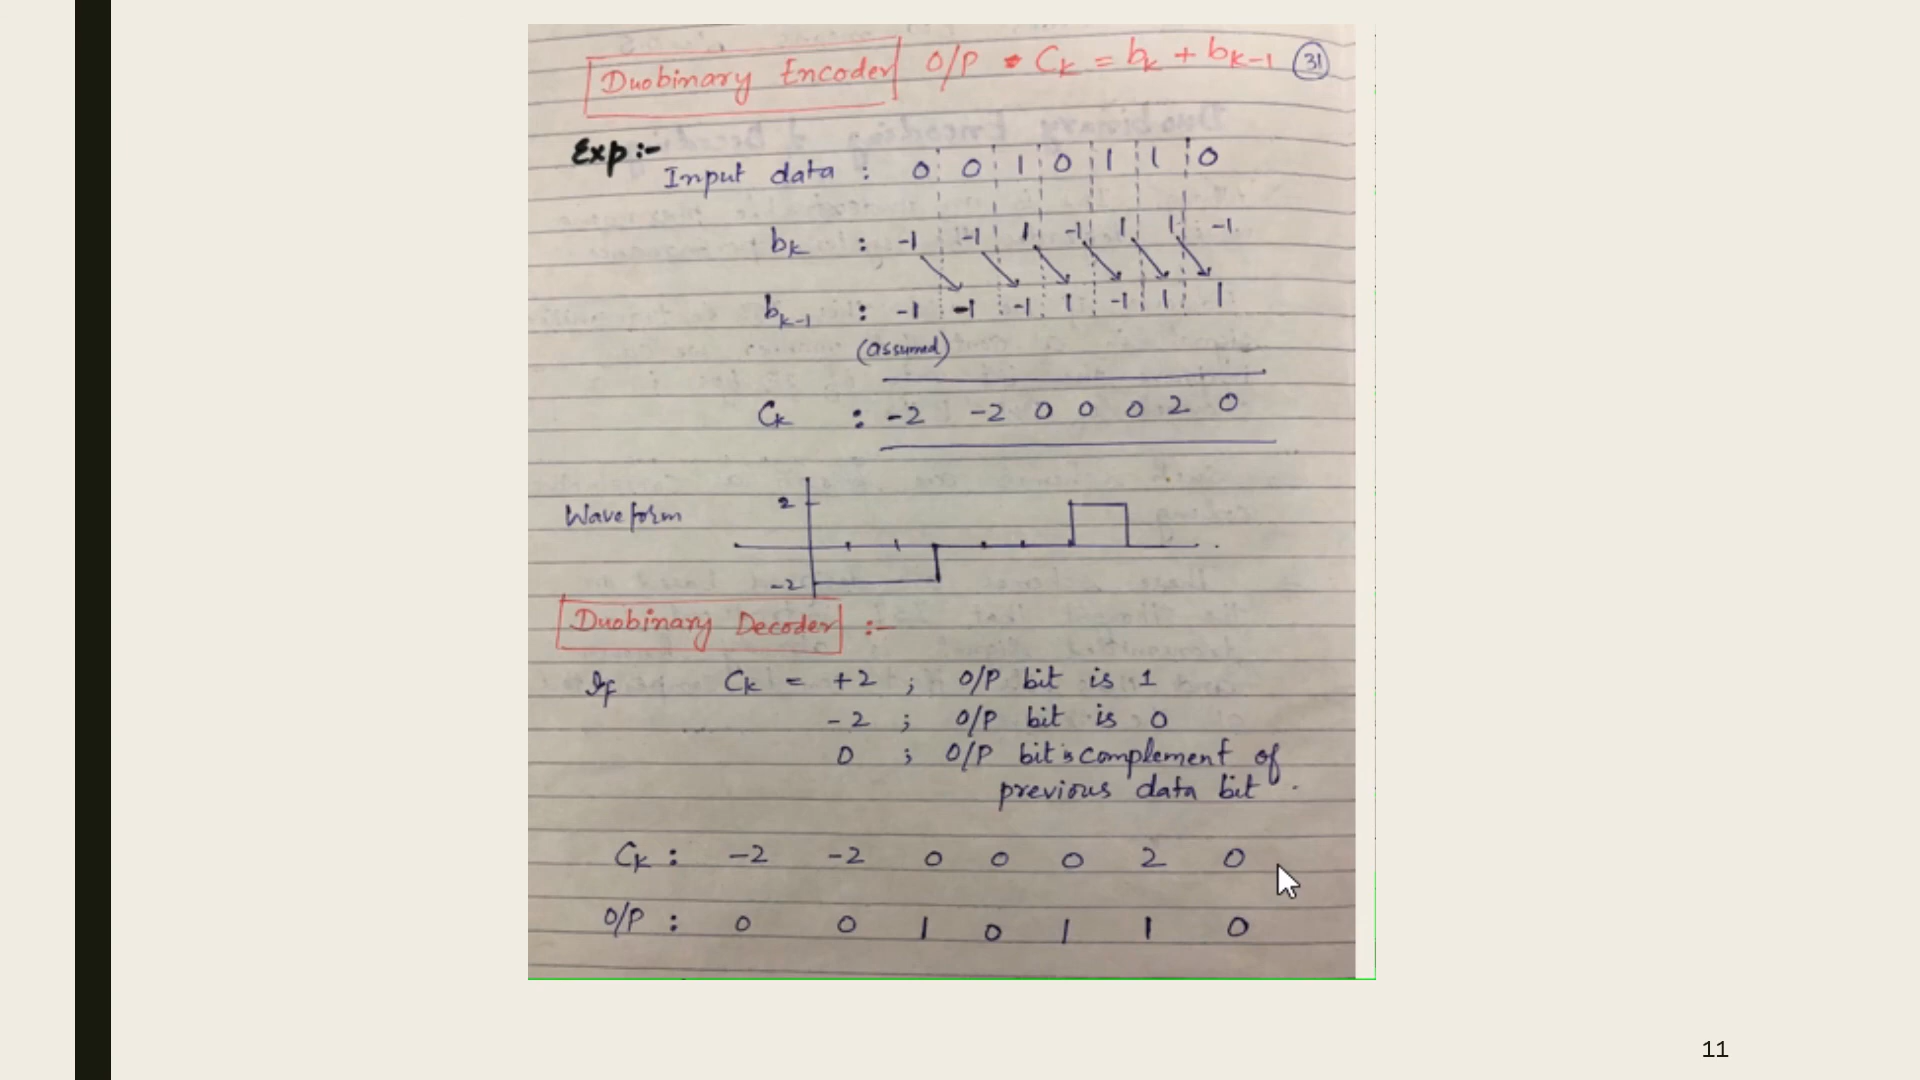 Duobinary Encoder O/P • Ck = bk + bk-1 31
Exp:-
Input data : 0 0 1 0 1 1 0
bk : -1 -1 1 -1 1 1 -1
bk-1 : -1 -1 -1 1 -1 1 1
(assumed)
Ck : -2 -2 0 0 0 2 0
Waveform
2
-2
Duobinary Decoder :-
If Ck = +2 ; O/P bit is 1
-2 ; O/P bit is 0
0 ; O/P bit is complement of
previous data bit .
Ck : -2 -2 0 0 0 2 0
O/P : 0 0 1 0 1 1 0
11